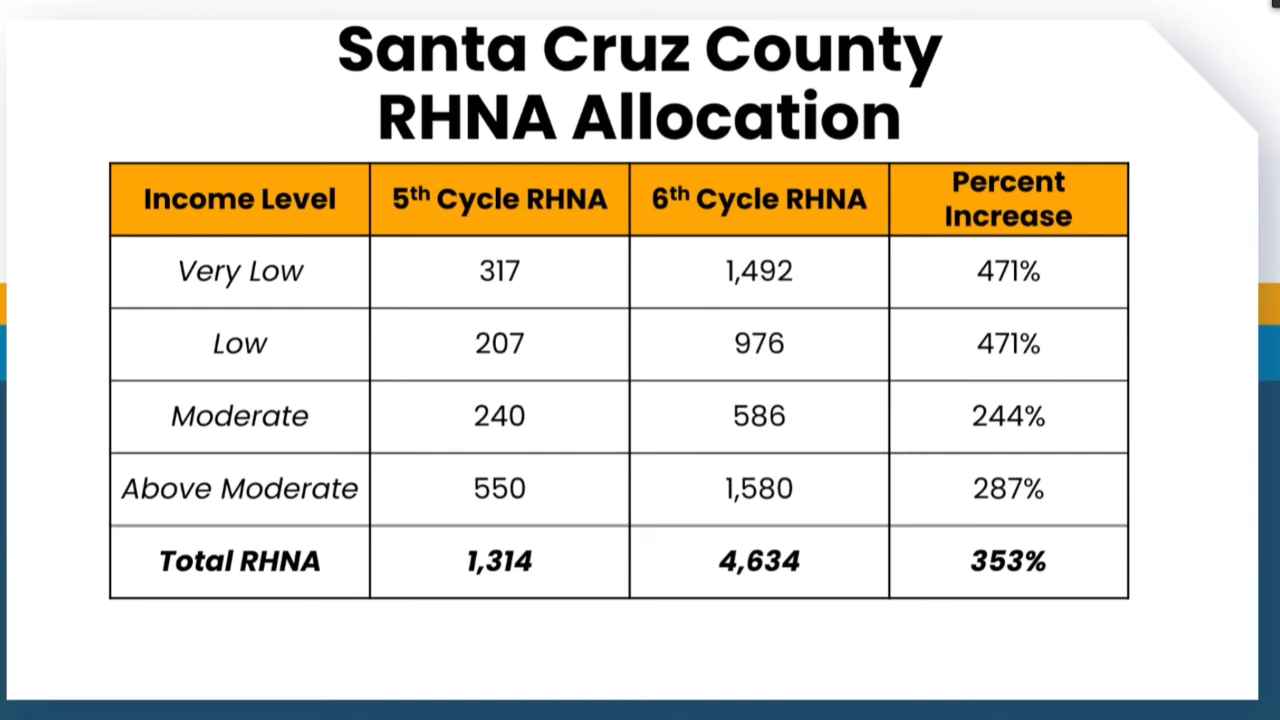 Santa Cruz County
RHNA Allocation
Income Level 5th Cycle RHNA 6th Cycle RHNA Percent Increase
Very Low 317 1,492 471%
Low 207 976 471%
Moderate 240 586 244%
Above Moderate 550 1,580 287%
Total RHNA 1,314 4,634 353%